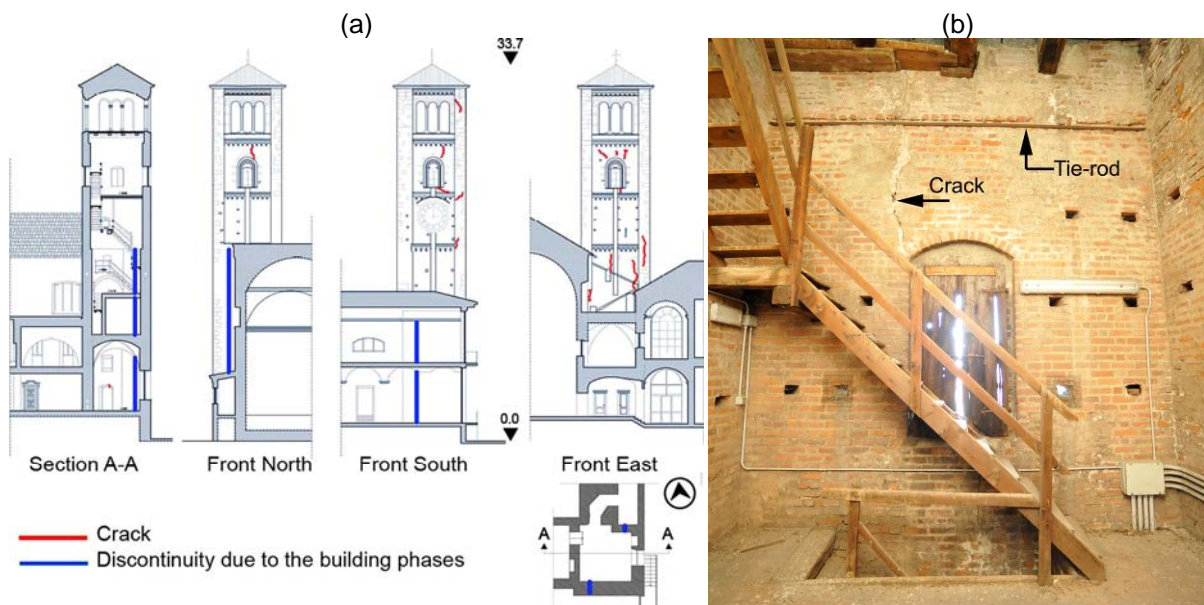 (a)
(b)
33.7
0.0
Section A-A
Front North
Front South
Front East
A
A
Crack
Discontinuity due to the building phases
Tie-rod
Crack